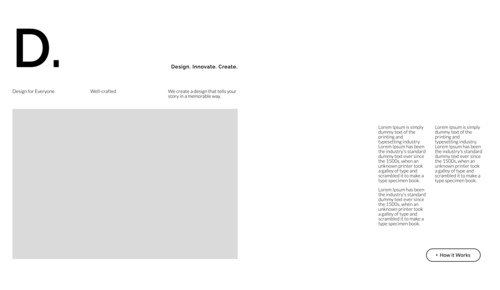 D.
Design. Innovate. Create.
Design for Everyone
Well-crafted
We create a design that tells your
story in a memorable way.
Lorem Ipsum is simply
dummy text of the
printing and
typesetting industry.
Lorem Ipsum has been
the industry's standard
dummy text ever since
the 1500s, when an
unknown printer took
a galley of type and
scrambled it to make a
type specimen book.
Lorem Ipsum has been
the industry's standard
dummy text ever since
the 1500s, when an
unknown printer took
a galley of type and
scrambled it to make a
type specimen book.
Lorem Ipsum is simply
dummy text of the
printing and
typesetting industry.
Lorem Ipsum has been
the industry's standard
dummy text ever since
the 1500s, when an
unknown printer took
a galley of type and
scrambled it to make a
type specimen book.
How it Works